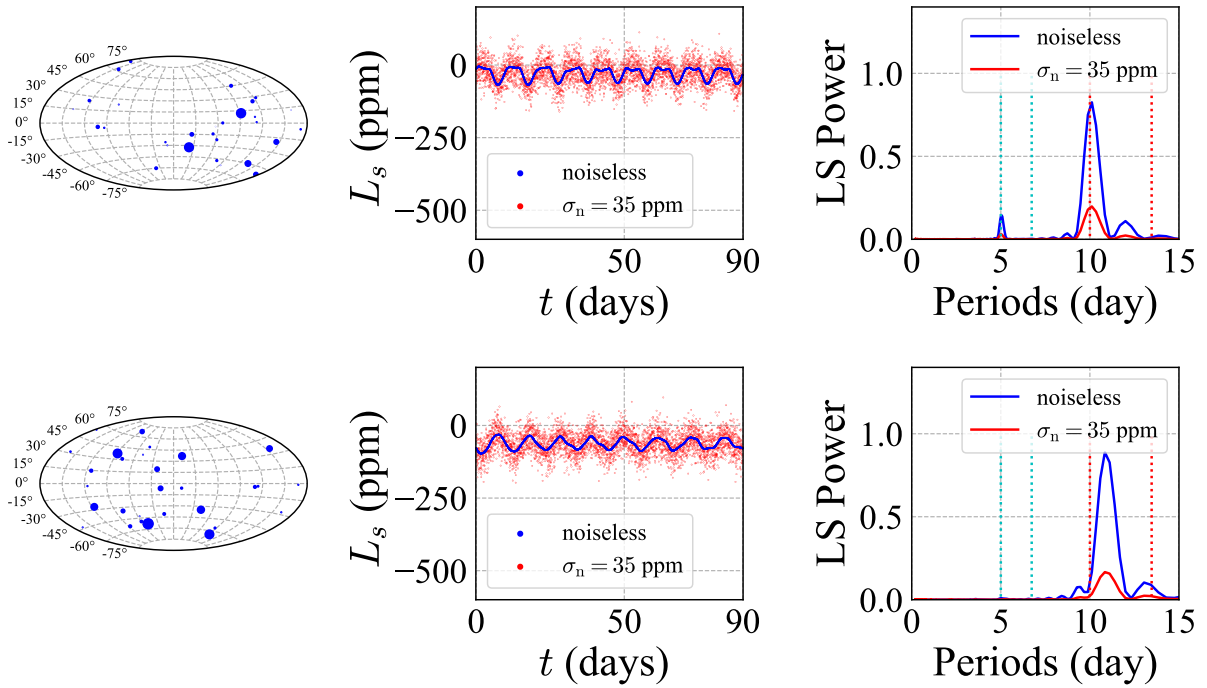 75°
60°
45°
30°
15°
0°
-15°
-30°
-45°
-60°
-75°
L_s (ppm)
0
−250
−500
noiseless
σ_n = 35 ppm
0 50 90
t (days)
LS Power
1.0
0.5
0.0
noiseless
σ_n = 35 ppm
0 5 10 15
Periods (day)
75°
60°
45°
30°
15°
0°
-15°
-30°
-45°
-60°
-75°
L_s (ppm)
0
−250
−500
noiseless
σ_n = 35 ppm
0 50 90
t (days)
LS Power
1.0
0.5
0.0
noiseless
σ_n = 35 ppm
0 5 10 15
Periods (day)